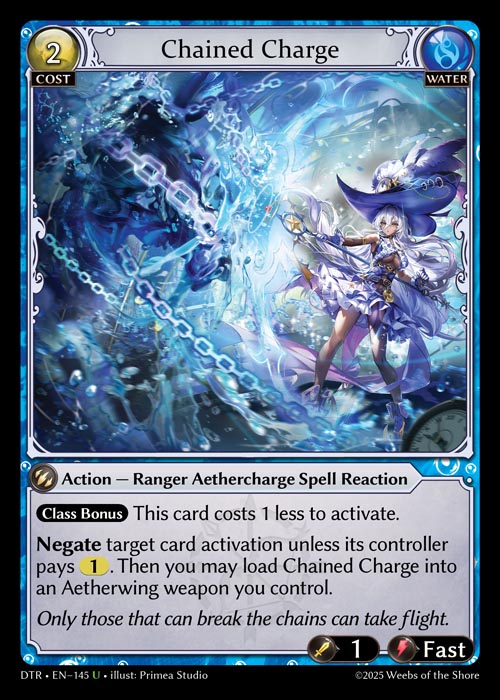 2
Chained Charge
COST
WATER
Action — Ranger Aethercharge Spell Reaction
Class Bonus This card costs 1 less to activate.
Negate target card activation unless its controller
pays 1. Then you may load Chained Charge into
an Aetherwing weapon you control.
Only those that can break the chains can take flight.
1 Fast
DTR • EN-145 U • illust: Primea Studio
©2025 Weebs of the Shore